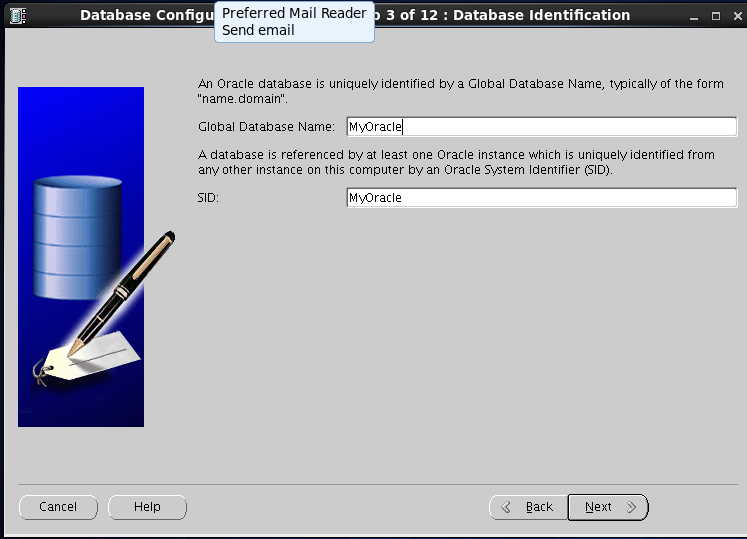 Database Configu
Preferred Mail Reader
Send email
3 of 12 : Database Identification
An Oracle database is uniquely identified by a Global Database Name, typically of the form
"name.domain".
Global Database Name: MyOracle
A database is referenced by at least one Oracle instance which is uniquely identified from
any other instance on this computer by an Oracle System Identifier (SID).
SID: MyOracle
Cancel Help Back Next